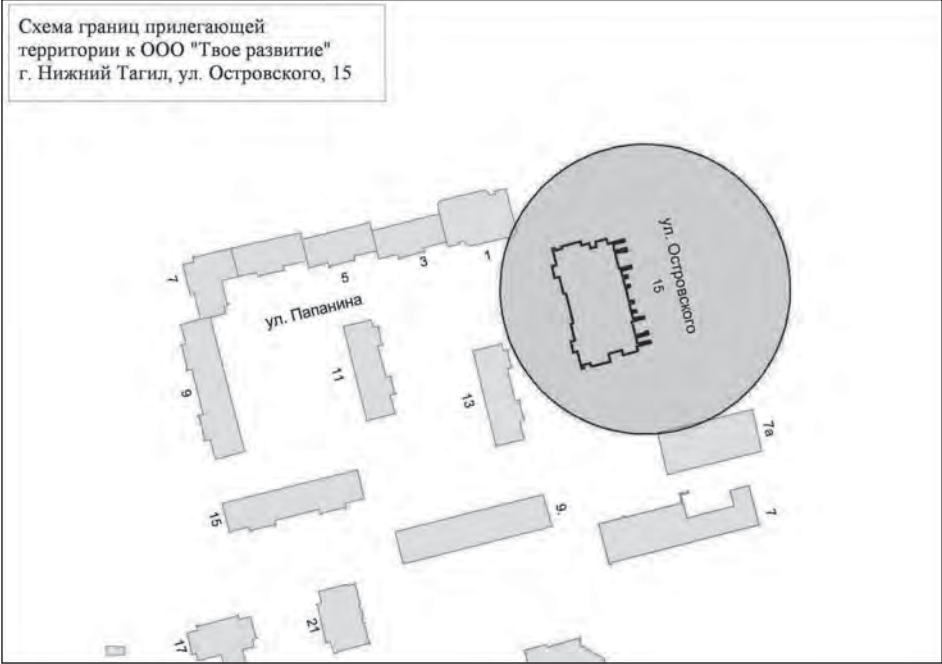 Схема границ прилегающей
территории к ООО "Твое развитие"
г. Нижний Тагил, ул. Островского, 15
ул. Островского
15
1
3
5
7
ул. Папанина
11
13
9
7а
15
9.
7
17
21